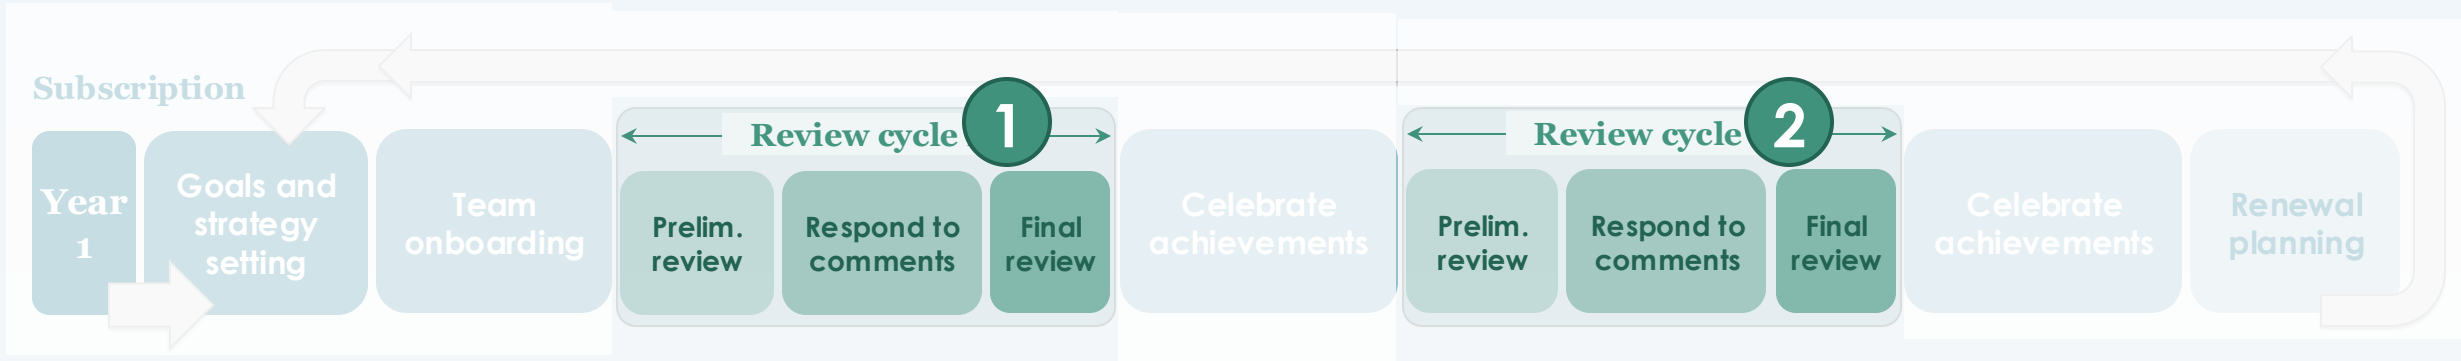 Subscription
Year
1
Goals and
strategy
setting
Team
onboarding
Review cycle 1
Prelim.
review
Respond to
comments
Final
review
Celebrate
achievements
Review cycle 2
Prelim.
review
Respond to
comments
Final
review
Celebrate
achievements
Renewal
planning